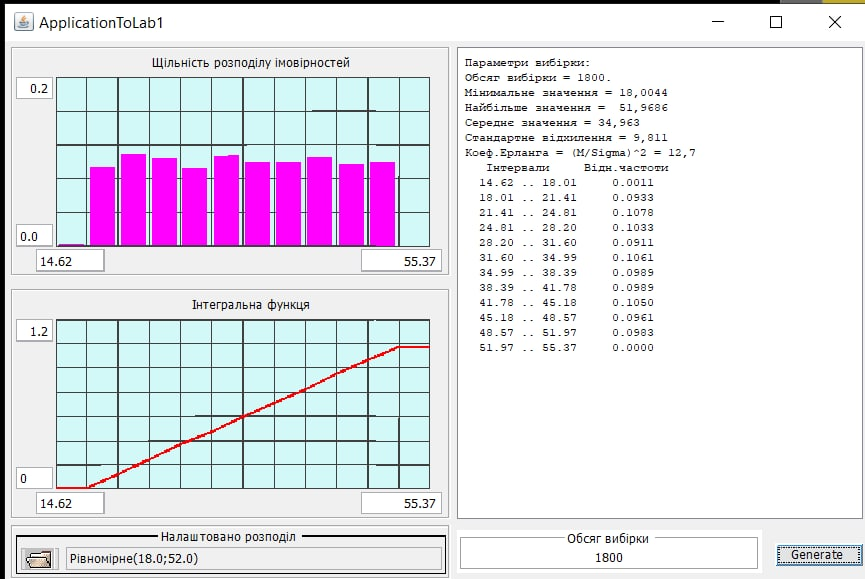 ApplicationToLab1
Щільність розподілу імовірностей
0.2
0.0
14.62
55.37
Інтегральна функця
1.2
0
14.62
55.37
Налаштовано розподіл
Рівномірне(18.0;52.0)
Параметри вибірки:
Обсяг вибірки = 1800.
Мінімальне значення = 18,0044
Найбільше значення =  51,9686
Середнє значення = 34,963
Стандартне відхилення = 9,811
Коеф.Ерланга = (M/Sigma)^2 = 12,7
Інтервали Відн.частоти
14.62 .. 18.01 0.0011
18.01 .. 21.41 0.0933
21.41 .. 24.81 0.1078
24.81 .. 28.20 0.1033
28.20 .. 31.60 0.0911
31.60 .. 34.99 0.1061
34.99 .. 38.39 0.0989
38.39 .. 41.78 0.0989
41.78 .. 45.18 0.1050
45.18 .. 48.57 0.0961
48.57 .. 51.97 0.0983
51.97 .. 55.37 0.0000
Обсяг вибірки
1800
Generate